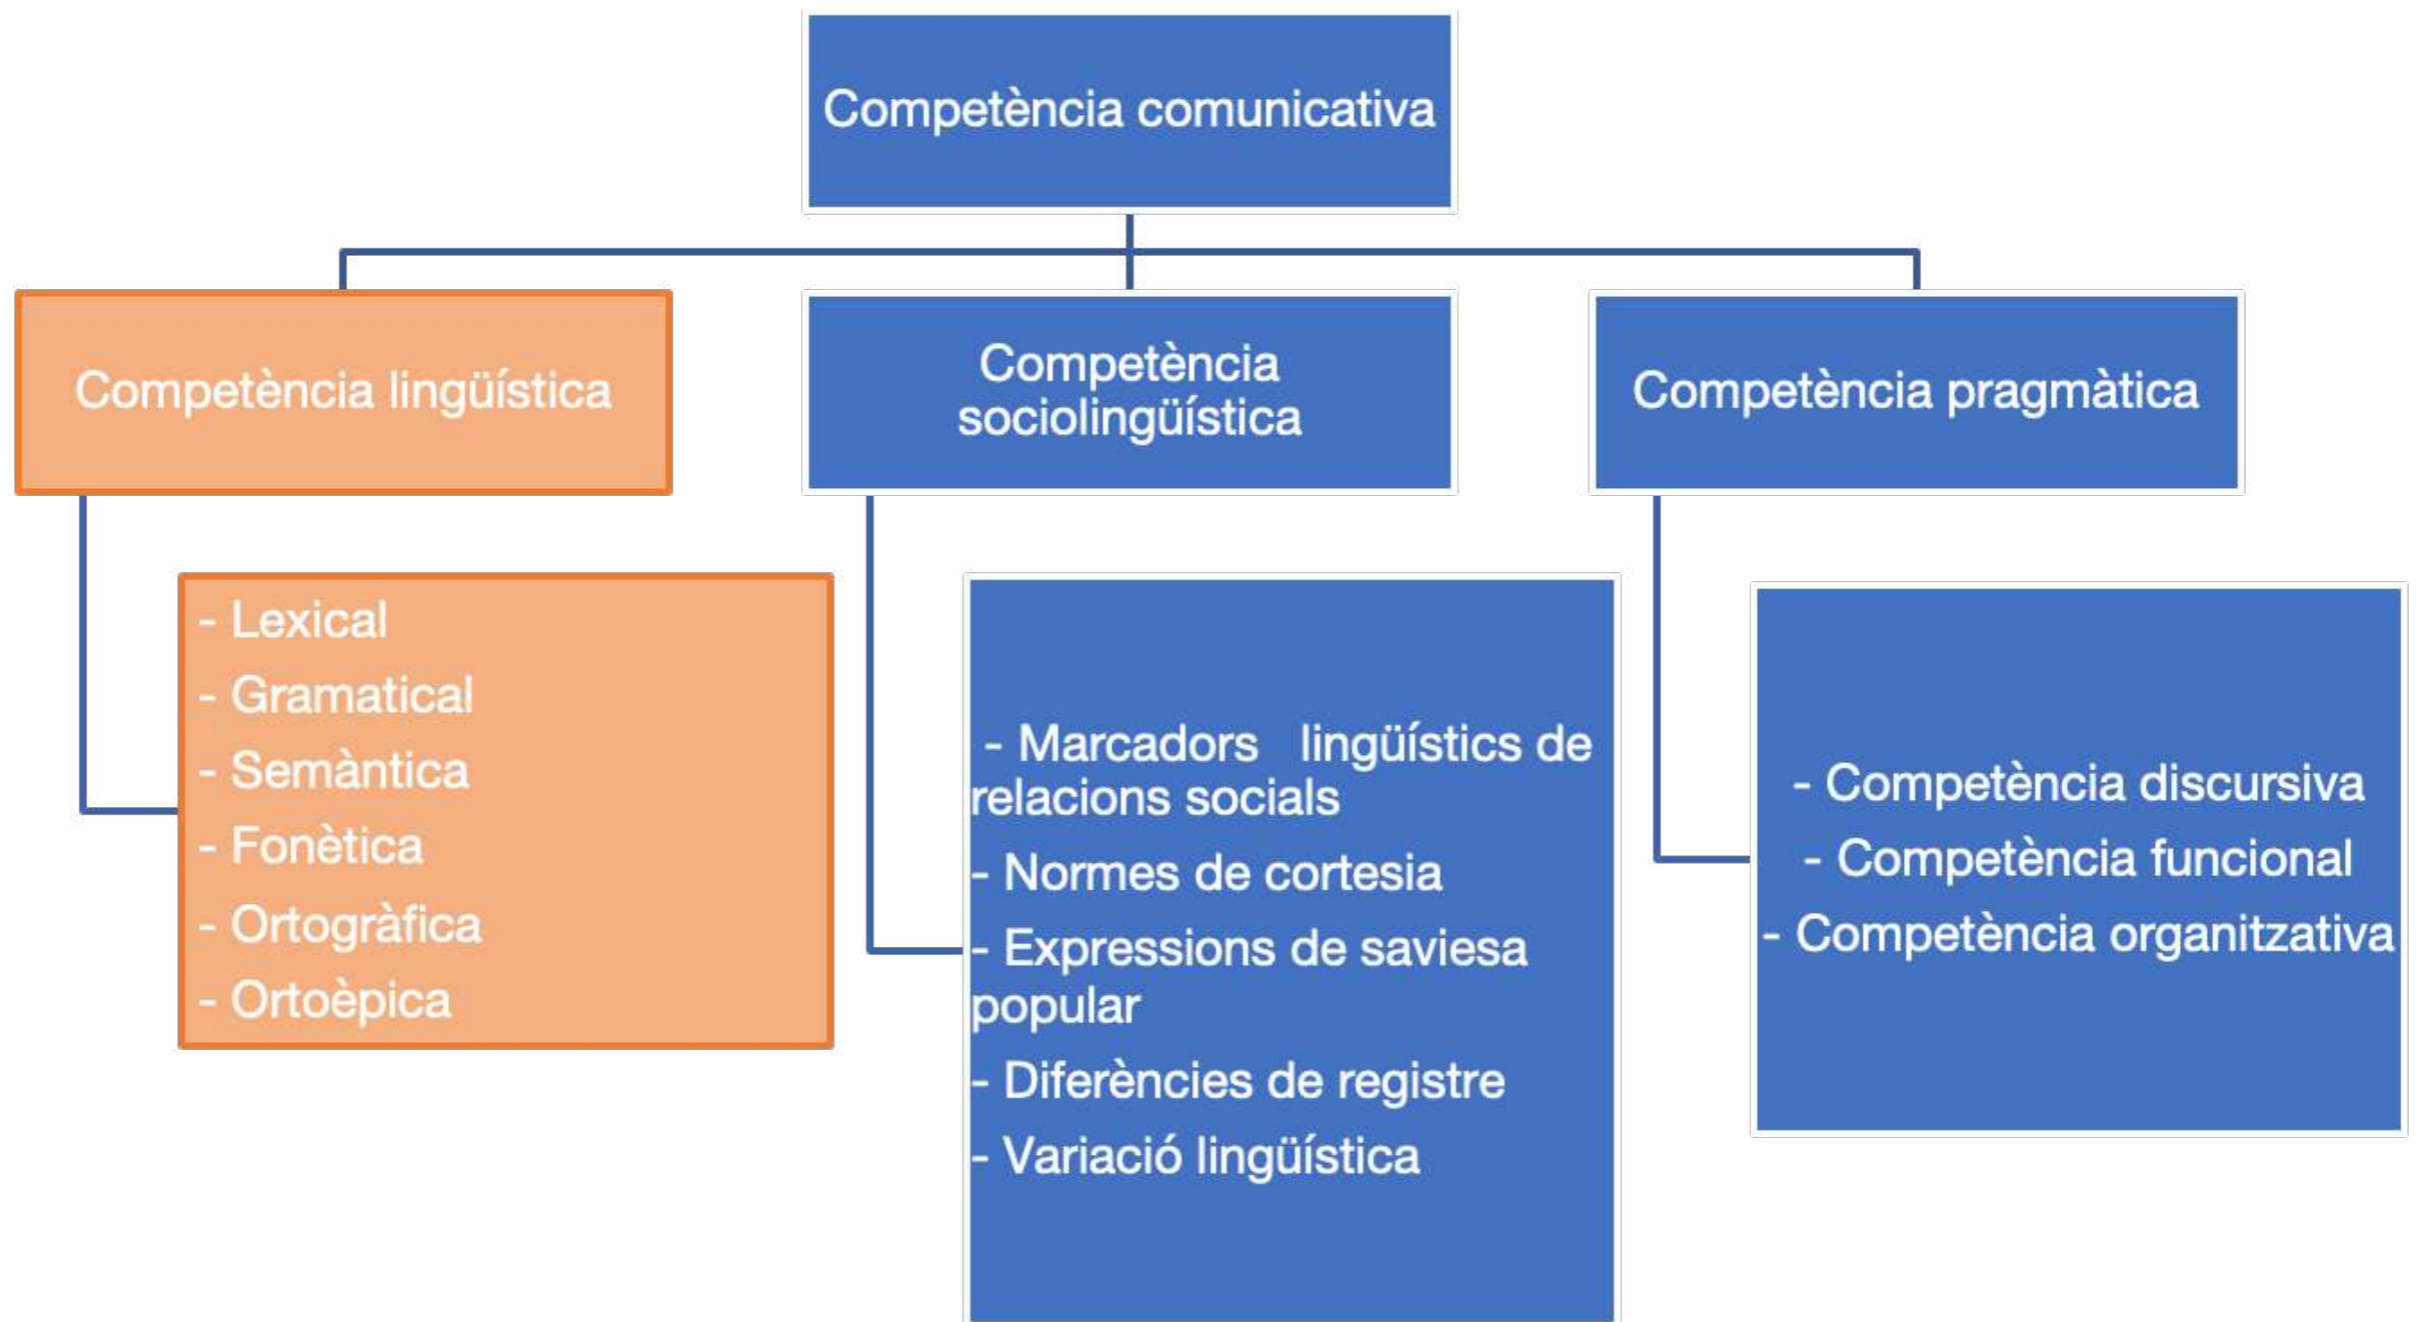 Competència comunicativa
Competència lingüística
Competència
sociolingüística
Competència pragmàtica
- Lexical
- Gramatical
- Semàntica
- Fonètica
- Ortogràfica
- Ortoèpica
- Marcadors   lingüístics de
relacions socials
- Normes de cortesia
- Expressions de saviesa
popular
- Diferències de registre
- Variació lingüística
- Competència discursiva
- Competència funcional
- Competència organitzativa